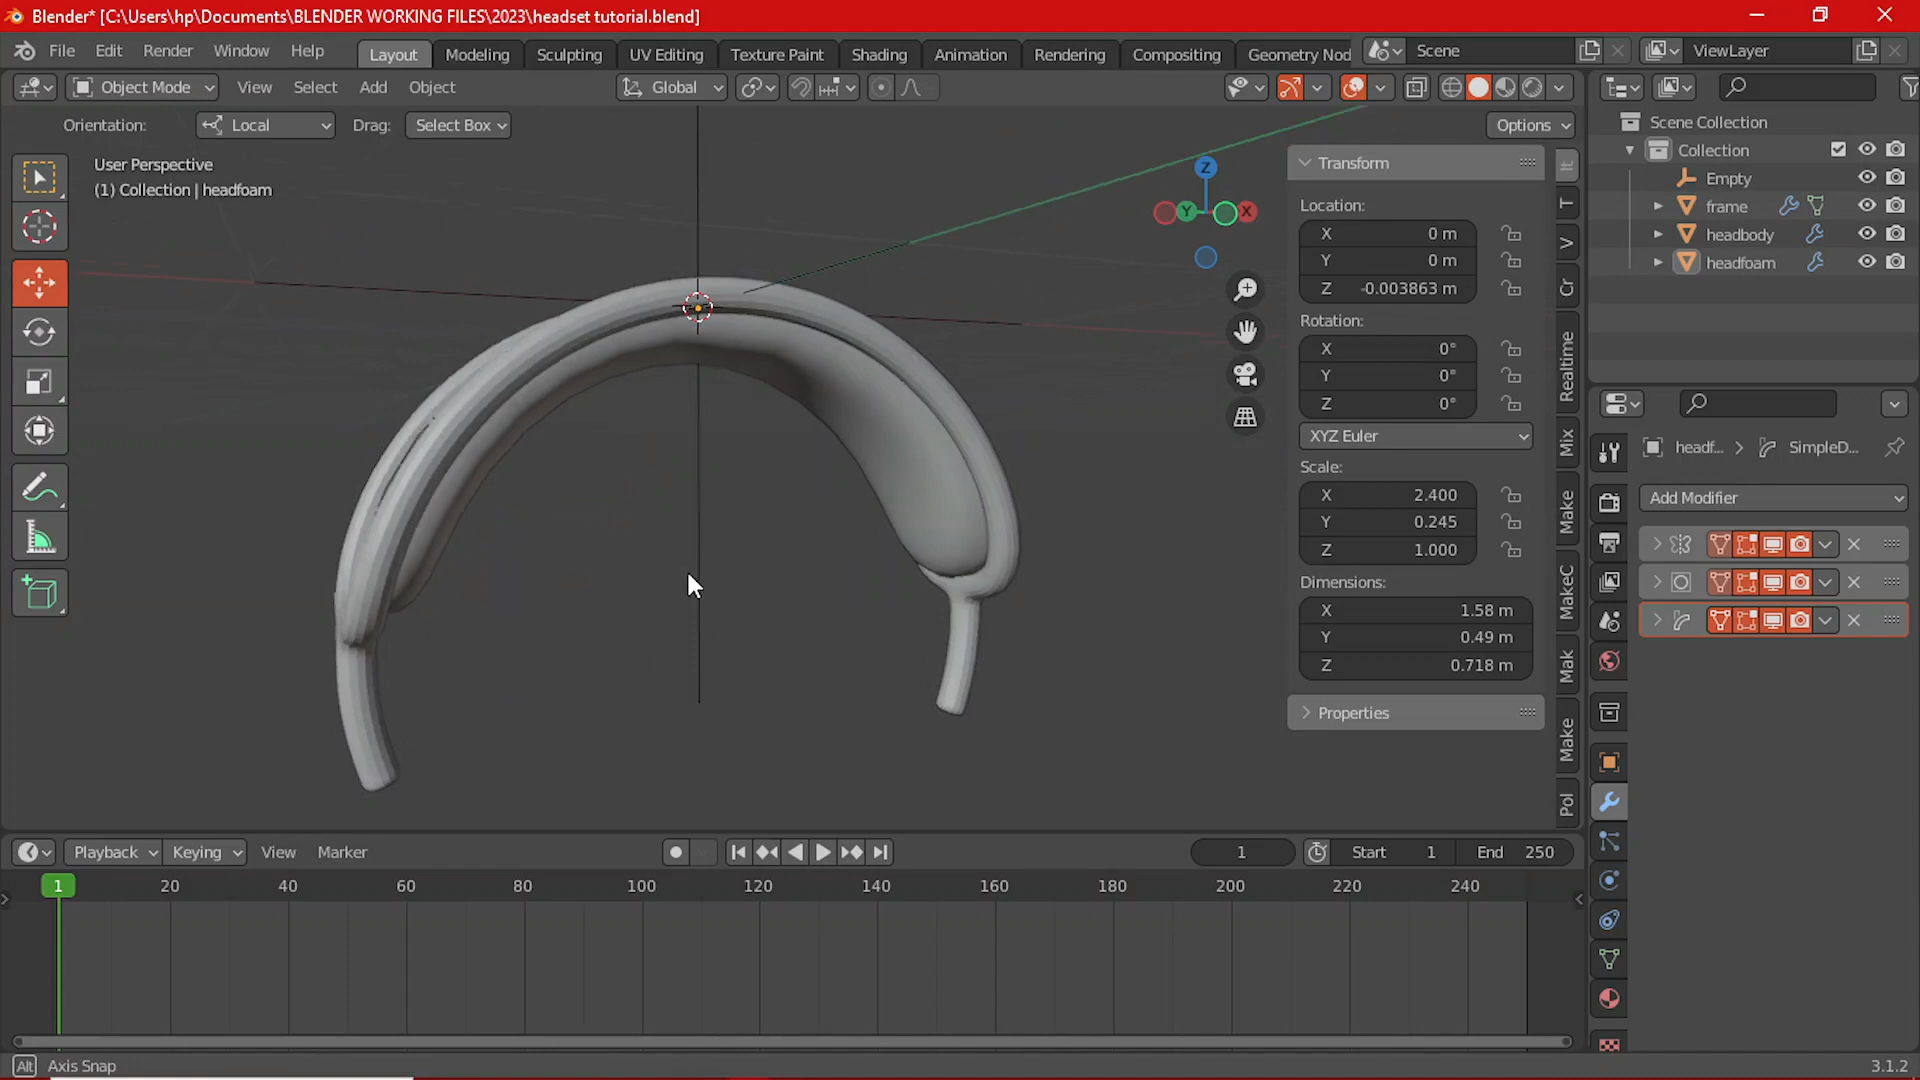 Blender* [C:\Users\hp\Documents\BLENDER WORKING FILES\2023\headset tutorial.blend]
File Edit Render Window Help Layout Modeling Sculpting UV Editing Texture Paint Shading Animation Rendering Compositing Geometry Nod Scene ViewLayer
Object Mode View Select Add Object Global
Orientation: Local Drag: Select Box Options
User Perspective
(1) Collection | headfoam
Z
Y
X
Transform
Location:
X 0 m
Y 0 m
Z -0.003863 m
Rotation:
X 0°
Y 0°
Z 0°
XYZ Euler
Scale:
X 2.400
Y 0.245
Z 1.000
Dimensions:
X 1.58 m
Y 0.49 m
Z 0.718 m
Properties
It
T
V
Cr
Realtime
Mix
Make
MakeC
Mak
Make
Pol
Scene Collection
Collection
Empty
frame
headbody
headfoam
headf... SimpleD...
Add Modifier
Playback Keying View Marker 1 Start 1 End 250
1 20 40 60 80 100 120 140 160 180 200 220 240
Alt Axis Snap 3.1.2